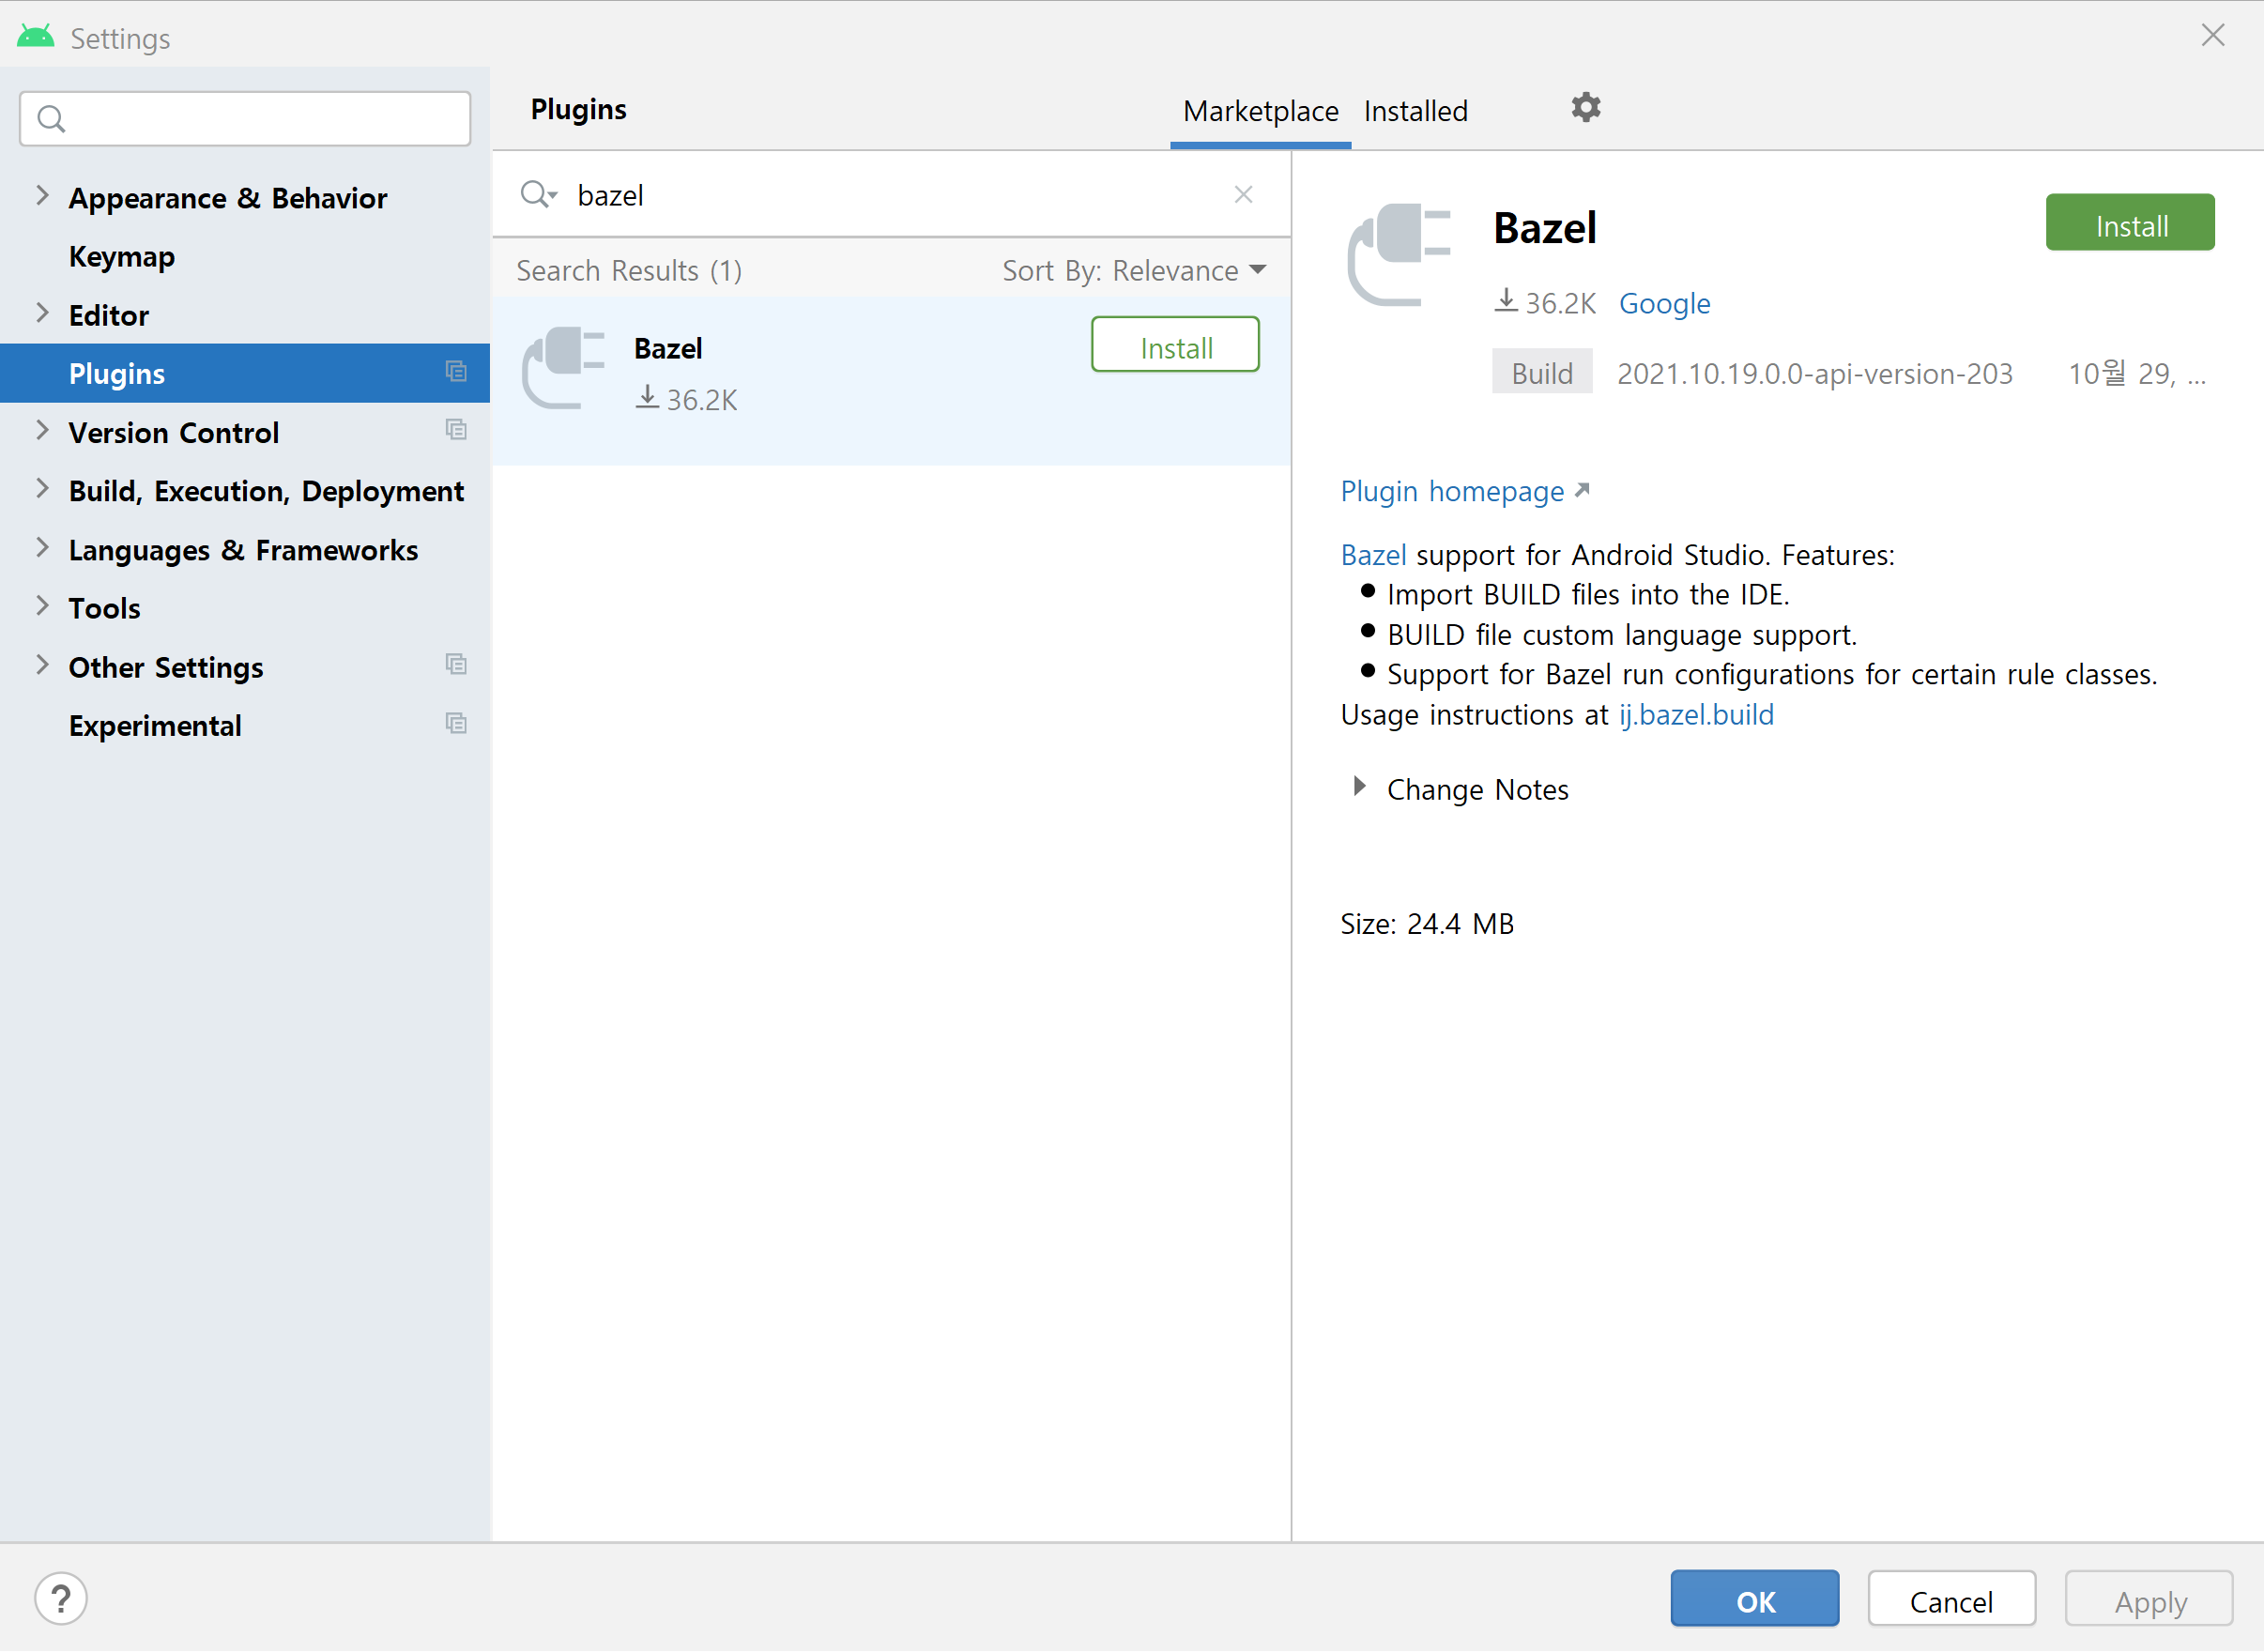 Settings
Plugins
Marketplace Installed
Appearance & Behavior
Keymap
Editor
Plugins
Version Control
Build, Execution, Deployment
Languages & Frameworks
Tools
Other Settings
Experimental
bazel
Search Results (1)
Sort By: Relevance
Bazel
Install
36.2K
Bazel
Install
36.2K Google
Build 2021.10.19.0.0-api-version-203 10월 29, ...
Plugin homepage
Bazel support for Android Studio. Features:
● Import BUILD files into the IDE.
● BUILD file custom language support.
● Support for Bazel run configurations for certain rule classes.
Usage instructions at ij.bazel.build
Change Notes
Size: 24.4 MB
?
OK
Cancel
Apply